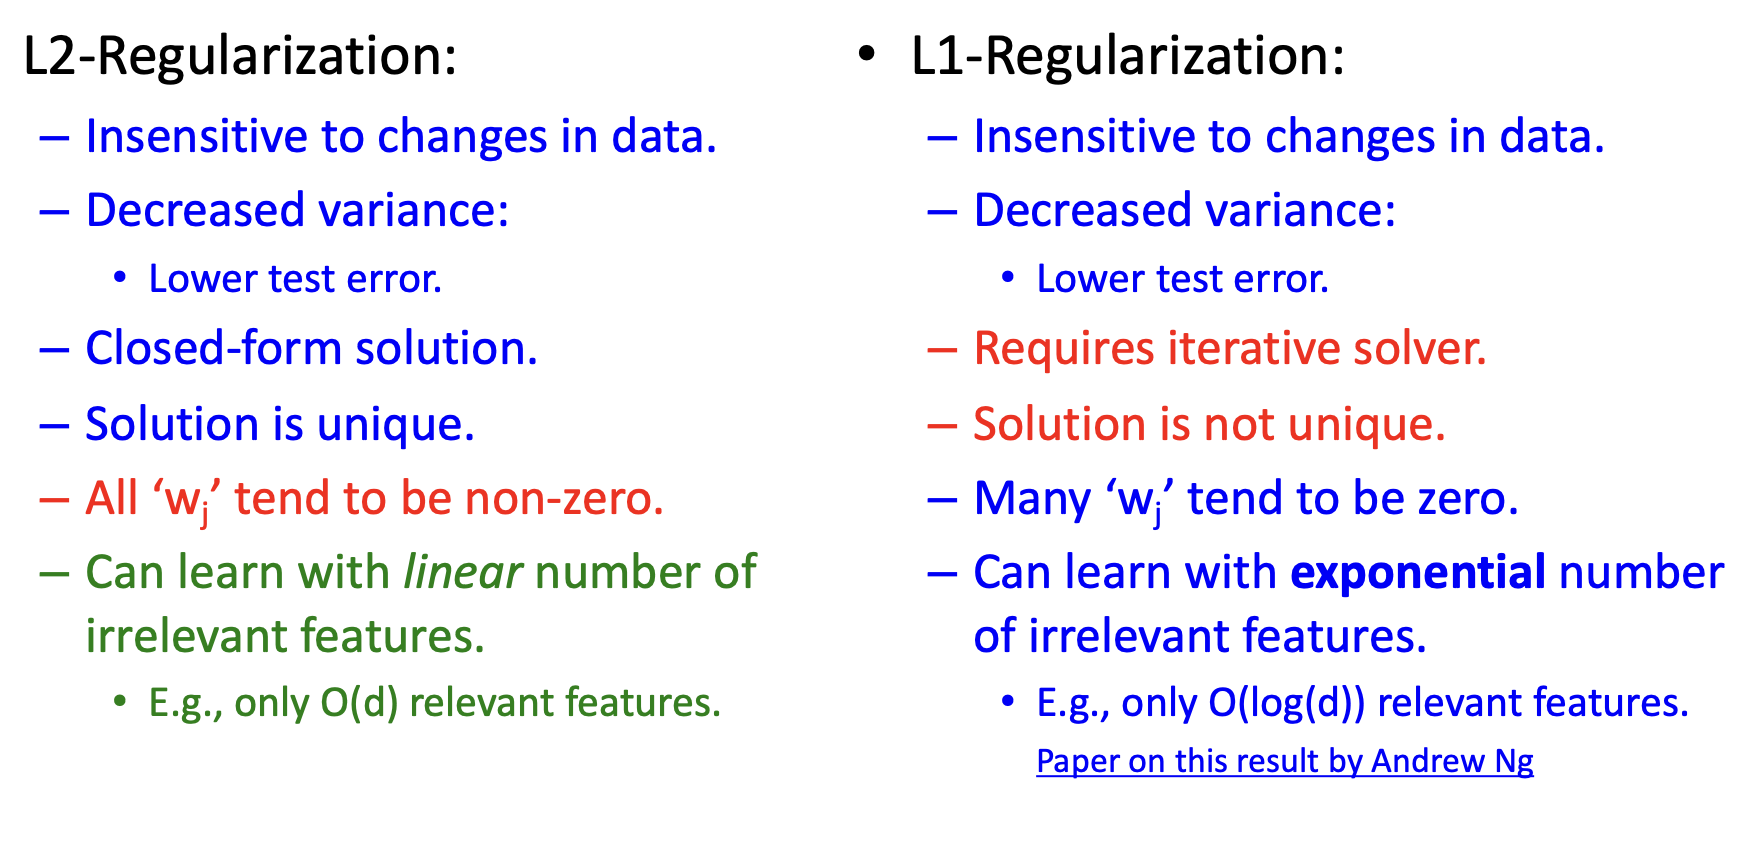 L2-Regularization:
– Insensitive to changes in data.
– Decreased variance:
• Lower test error.
– Closed-form solution.
– Solution is unique.
– All ‘wj’ tend to be non-zero.
– Can learn with linear number of
irrelevant features.
• E.g., only O(d) relevant features.
• L1-Regularization:
– Insensitive to changes in data.
– Decreased variance:
• Lower test error.
– Requires iterative solver.
– Solution is not unique.
– Many ‘wj’ tend to be zero.
– Can learn with exponential number
of irrelevant features.
• E.g., only O(log(d)) relevant features.
Paper on this result by Andrew Ng